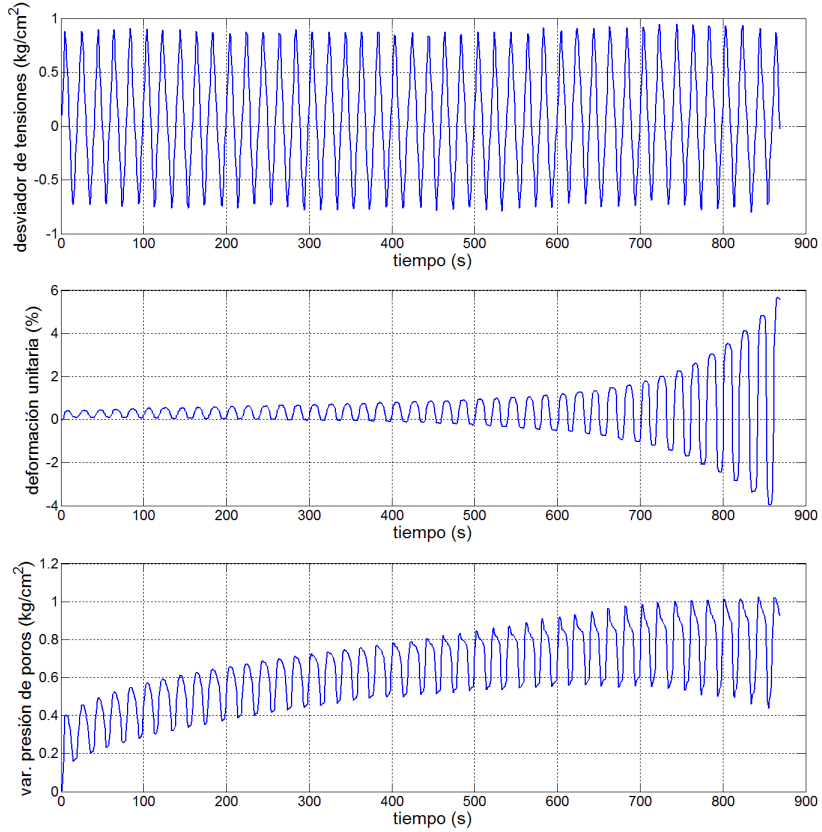 desviador de tensiones (kg/cm²)
1
0.5
0
-0.5
-1
0 100 200 300 400 500 600 700 800 900
tiempo (s)
deformación unitaria (%)
6
4
2
0
-2
-4
0 100 200 300 400 500 600 700 800 900
tiempo (s)
var. presión de poros (kg/cm²)
1.2
1
0.8
0.6
0.4
0.2
0
0 100 200 300 400 500 600 700 800 900
tiempo (s)